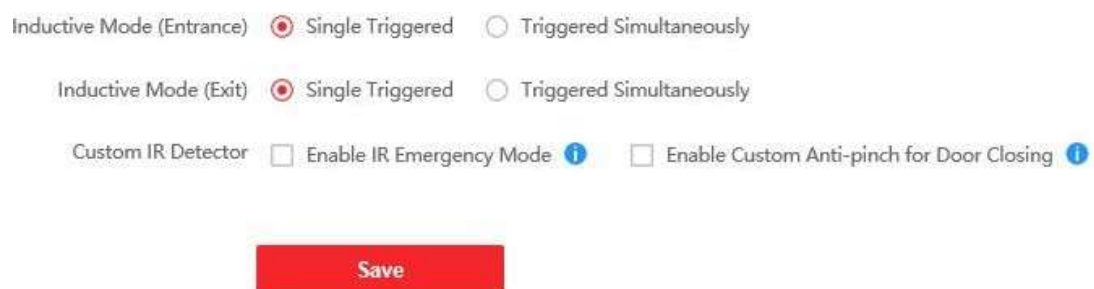 Inductive Mode (Entrance) Single Triggered Triggered Simultaneously
Inductive Mode (Exit) Single Triggered Triggered Simultaneously
Custom IR Detector Enable IR Emergency Mode i Enable Custom Anti-pinch for Door Closing i
Save